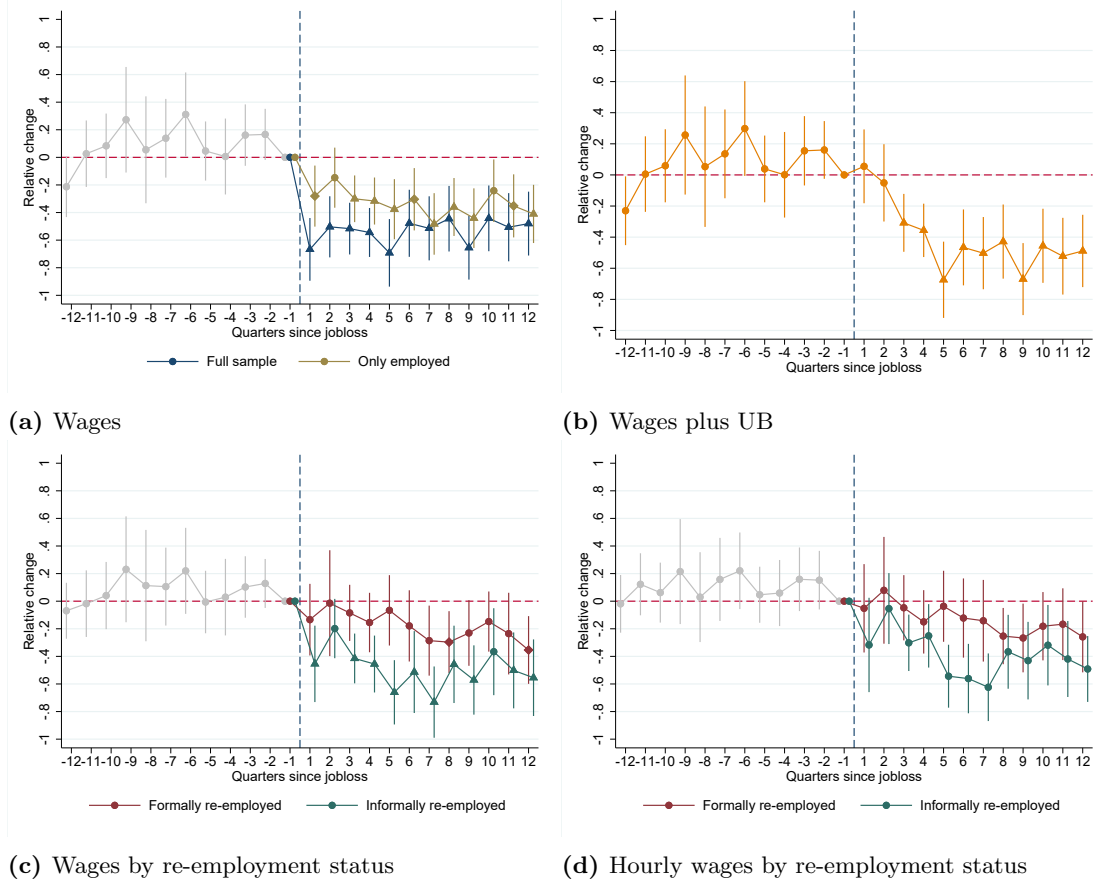 1
.8
.6
.4
.2
0
-.2
-.4
-.6
-.8
-1
Relative change
-12 -11 -10 -9 -8 -7 -6 -5 -4 -3 -2 -1 1 2 3 4 5 6 7 8 9 10 11 12
Quarters since jobloss
Full sample Only employed
(a) Wages
1
.8
.6
.4
.2
0
-.2
-.4
-.6
-.8
-1
Relative change
-12 -11 -10 -9 -8 -7 -6 -5 -4 -3 -2 -1 1 2 3 4 5 6 7 8 9 10 11 12
Quarters since jobloss
(b) Wages plus UB
1
.8
.6
.4
.2
0
-.2
-.4
-.6
-.8
-1
Relative change
-12 -11 -10 -9 -8 -7 -6 -5 -4 -3 -2 -1 1 2 3 4 5 6 7 8 9 10 11 12
Quarters since jobloss
Formally re-employed Informally re-employed
(c) Wages by re-employment status
1
.8
.6
.4
.2
0
-.2
-.4
-.6
-.8
-1
Relative change
-12 -11 -10 -9 -8 -7 -6 -5 -4 -3 -2 -1 1 2 3 4 5 6 7 8 9 10 11 12
Quarters since jobloss
Formally re-employed Informally re-employed
(d) Hourly wages by re-employment status